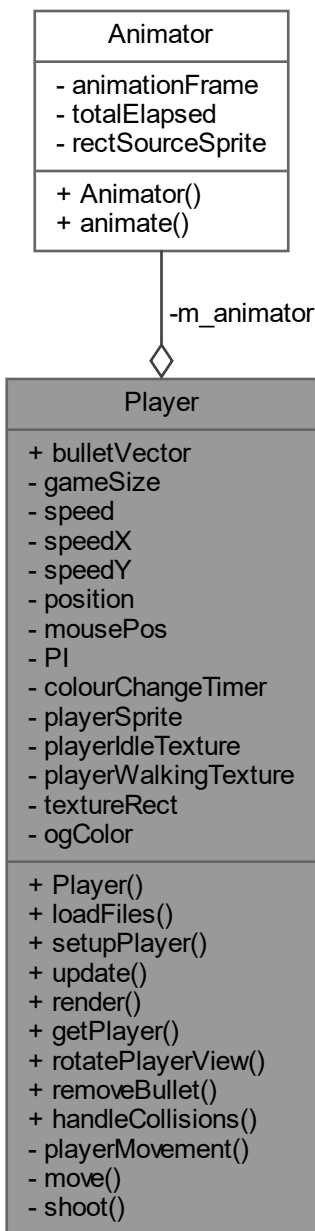 Animator
- animationFrame
- totalElapsed
- rectSourceSprite
+ Animator()
+ animate()
-m_animator
Player
+ bulletVector
- gameSize
- speed
- speedX
- speedY
- position
- mousePos
- PI
- colourChangeTimer
- playerSprite
- playerIdleTexture
- playerWalkingTexture
- textureRect
- ogColor
+ Player()
+ loadFiles()
+ setupPlayer()
+ update()
+ render()
+ getPlayer()
+ rotatePlayerView()
+ removeBullet()
+ handleCollisions()
- playerMovement()
- move()
- shoot()